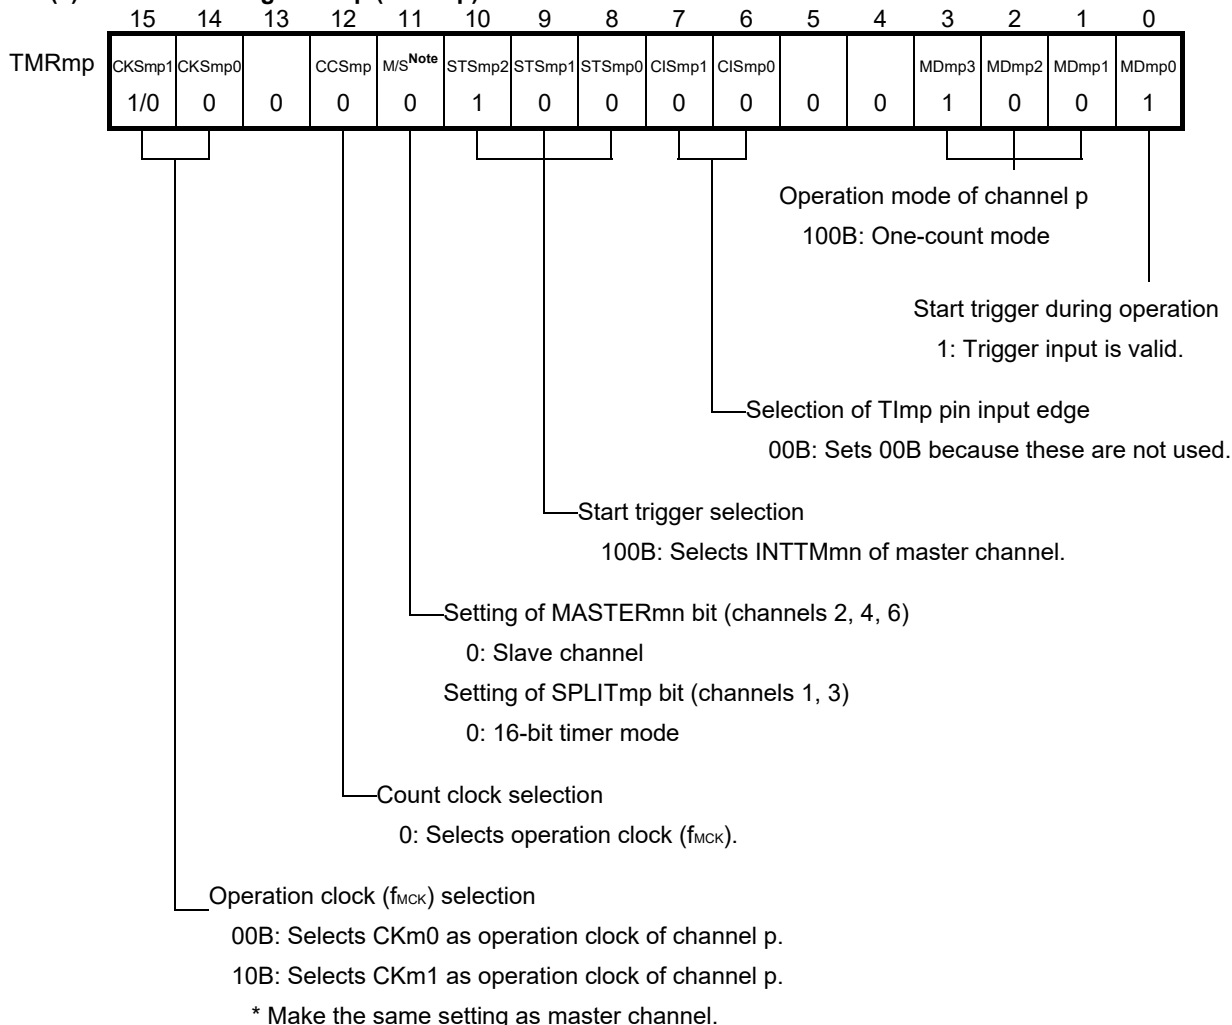 15 14 13 12 11 10 9 8 7 6 5 4 3 2 1 0
TMRmp CKSmp1 CKSmp0 CCSmp M/SNote STSmp2 STSmp1 STSmp0 CISmp1 CISmp0 MDmp3 MDmp2 MDmp1 MDmp0
1/0 0 0 0 0 1 0 0 0 0 0 0 1 0 0 1
Operation mode of channel p
100B: One-count mode
Start trigger during operation
1: Trigger input is valid.
Selection of TImp pin input edge
00B: Sets 00B because these are not used.
Start trigger selection
100B: Selects INTTMmn of master channel.
Setting of MASTERmn bit (channels 2, 4, 6)
0: Slave channel
Setting of SPLITmp bit (channels 1, 3)
0: 16-bit timer mode
Count clock selection
0: Selects operation clock (fMCK).
Operation clock (fMCK) selection
00B: Selects CKm0 as operation clock of channel p.
10B: Selects CKm1 as operation clock of channel p.
* Make the same setting as master channel.